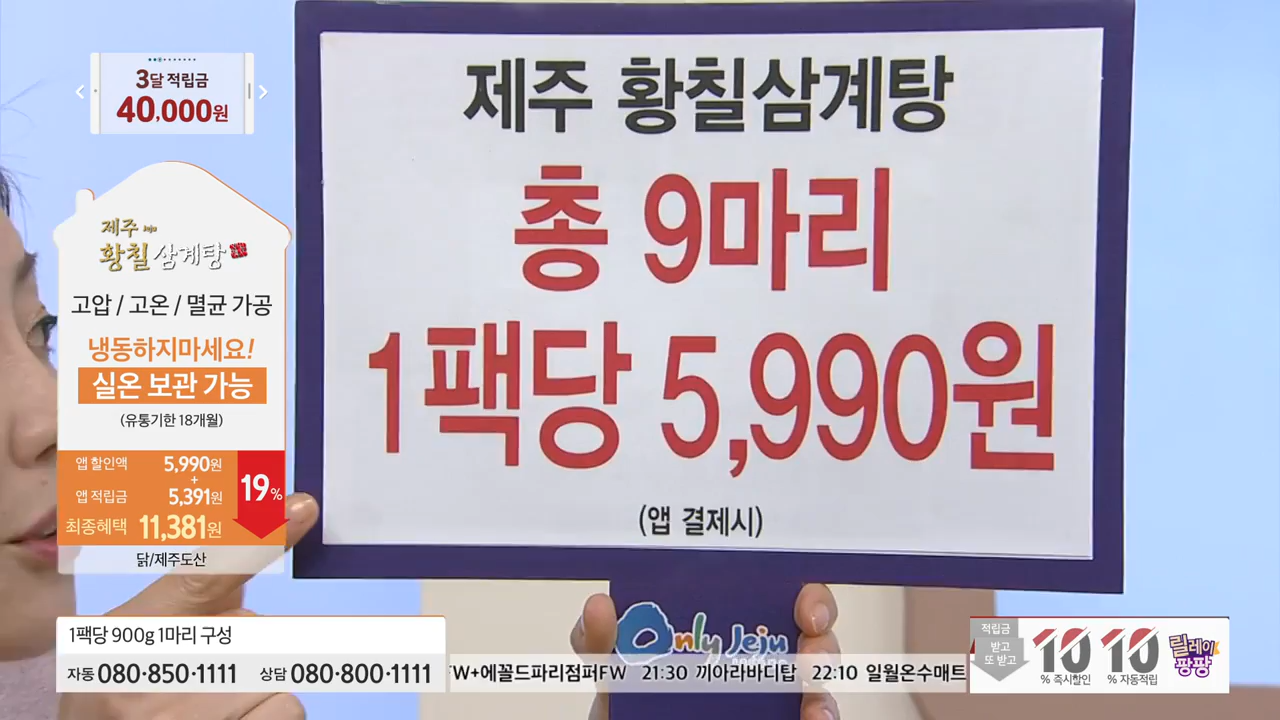 3달 적립금
40,000원
제주 Jeju
황칠 삼계탕
고압 / 고온 / 멸균 가공
냉동하지마세요!
실온 보관 가능
(유통기한 18개월)
앱 할인액 5,990원
+
앱 적립금 5,391원
최종혜택 11,381원
19%
닭/제주도산
제주 황칠삼계탕
총 9마리
1팩당 5,990원
(앱 결제시)
Only Jeju
1팩당 900g 1마리 구성
자동 080·850·1111 상담 080·800·1111
W+에꼴드파리점퍼FW 21:30 끼아라바디탑 22:10 일월온수매트
적립금
받고
또 받고
10
% 즉시할인
10
% 자동적립
릴레이
팡팡